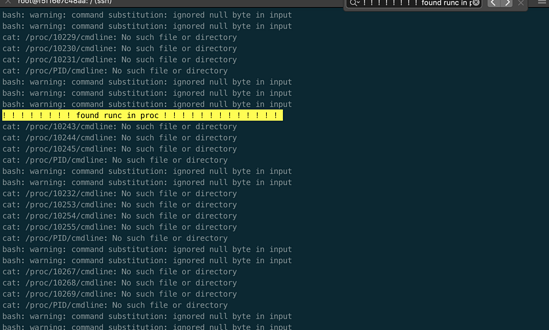 root@f5f16e7c48aa: / (ssh)
! ! ! ! ! ! ! ! found runc in p
bash: warning: command substitution: ignored null byte in input
bash: warning: command substitution: ignored null byte in input
cat: /proc/10229/cmdline: No such file or directory
cat: /proc/10230/cmdline: No such file or directory
cat: /proc/10231/cmdline: No such file or directory
cat: /proc/PID/cmdline: No such file or directory
bash: warning: command substitution: ignored null byte in input
bash: warning: command substitution: ignored null byte in input
bash: warning: command substitution: ignored null byte in input
! ! ! ! ! ! ! ! found runc in proc ! ! ! ! ! ! ! ! ! ! ! ! !
cat: /proc/10243/cmdline: No such file or directory
cat: /proc/10244/cmdline: No such file or directory
cat: /proc/10245/cmdline: No such file or directory
cat: /proc/PID/cmdline: No such file or directory
bash: warning: command substitution: ignored null byte in input
bash: warning: command substitution: ignored null byte in input
cat: /proc/10232/cmdline: No such file or directory
cat: /proc/10253/cmdline: No such file or directory
cat: /proc/10254/cmdline: No such file or directory
cat: /proc/10255/cmdline: No such file or directory
cat: /proc/PID/cmdline: No such file or directory
bash: warning: command substitution: ignored null byte in input
bash: warning: command substitution: ignored null byte in input
cat: /proc/10267/cmdline: No such file or directory
cat: /proc/10268/cmdline: No such file or directory
cat: /proc/10269/cmdline: No such file or directory
cat: /proc/PID/cmdline: No such file or directory
bash: warning: command substitution: ignored null byte in input
bash: warning: command substitution: ignored null byte in input